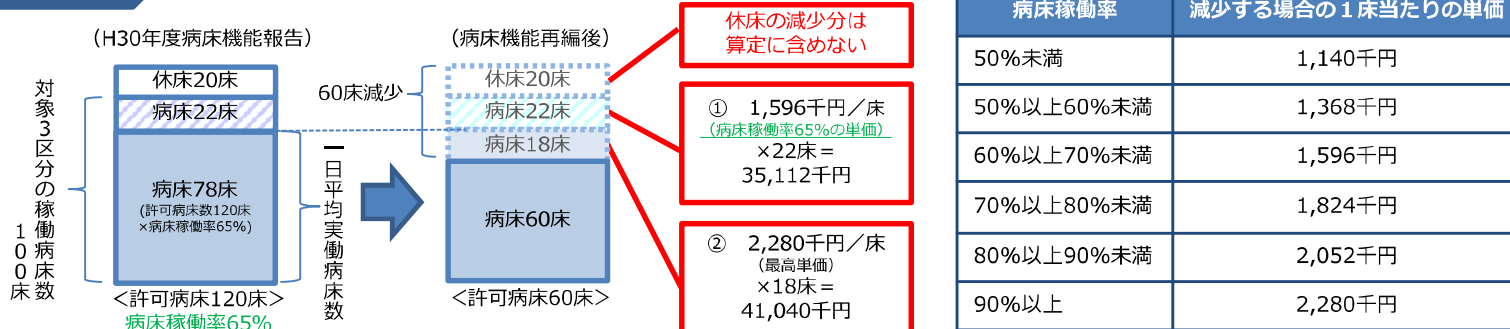 （H30年度病床機能報告）
休床20床
病床22床
病床78床
(許可病床数120床
×病床稼働率65%)
＜許可病床120床＞
病床稼働率65%
対象3区分の稼働病床数
100床
一日平均実働病床数
（病床機能再編後）
60床減少
休床20床
病床22床
病床18床
病床60床
＜許可病床60床＞
休床の減少分は
算定に含めない
①　1,596千円／床
（病床稼働率65%の単価）
×22床＝
35,112千円
②　2,280千円／床
（最高単価）
×18床＝
41,040千円
病床稼働率　減少する場合の１床当たりの単価
50%未満　1,140千円
50%以上60%未満　1,368千円
60%以上70%未満　1,596千円
70%以上80%未満　1,824千円
80%以上90%未満　2,052千円
90%以上　2,280千円